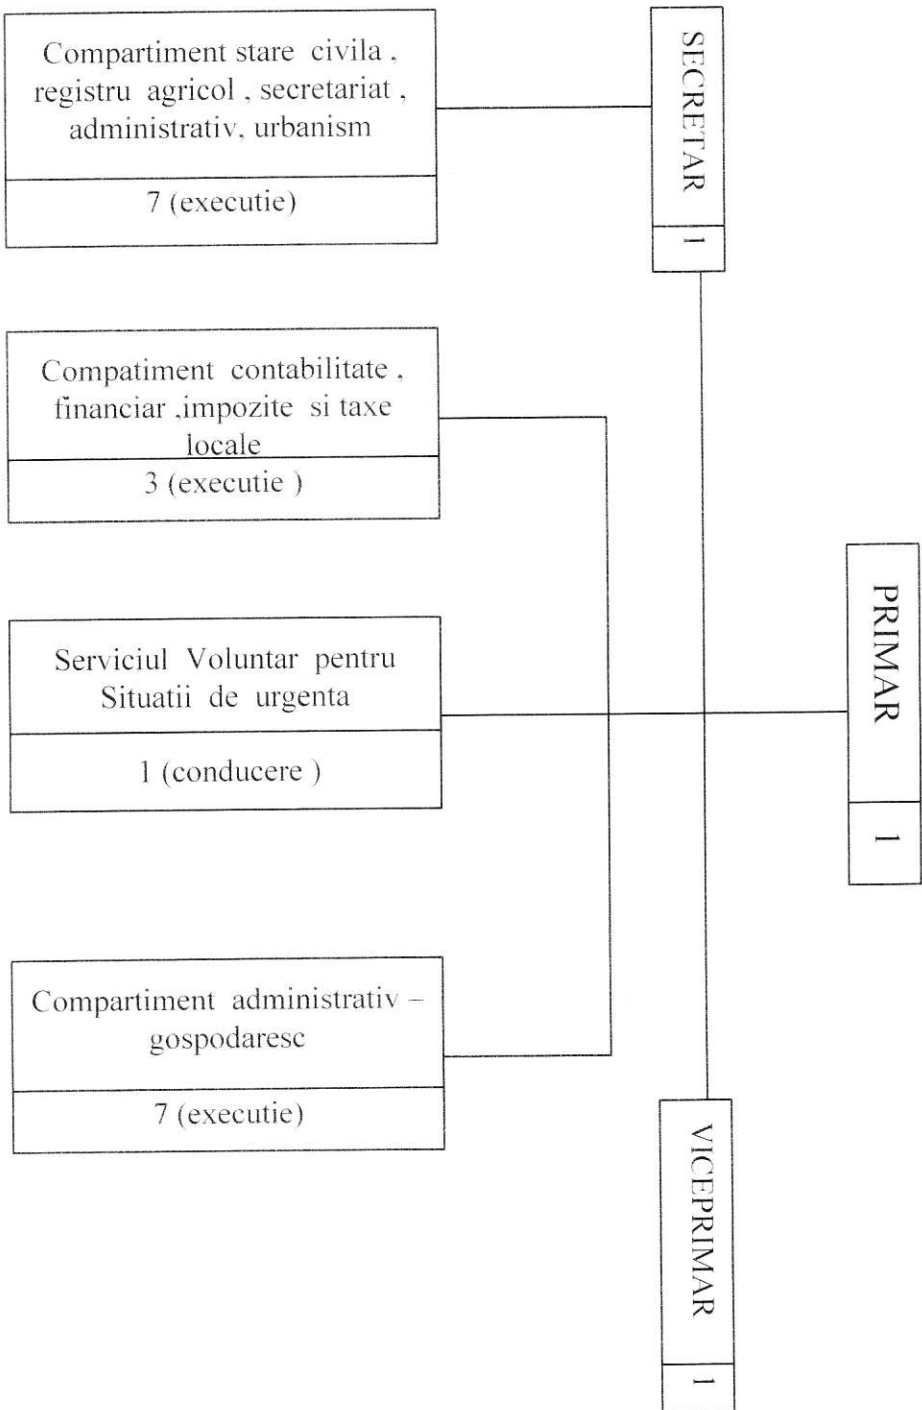 PRIMAR
1
SECRETAR
1
VICEPRIMAR
1
Compartiment stare civila ,
registru agricol , secretariat ,
administrativ, urbanism
7 (executie)
Compatiment contabilitate ,
financiar ,impozite si taxe
locale
3 (executie )
Serviciul Voluntar pentru
Situatii de urgenta
1 (conducere )
Compartiment administrativ –
gospodaresc
7 (executie)